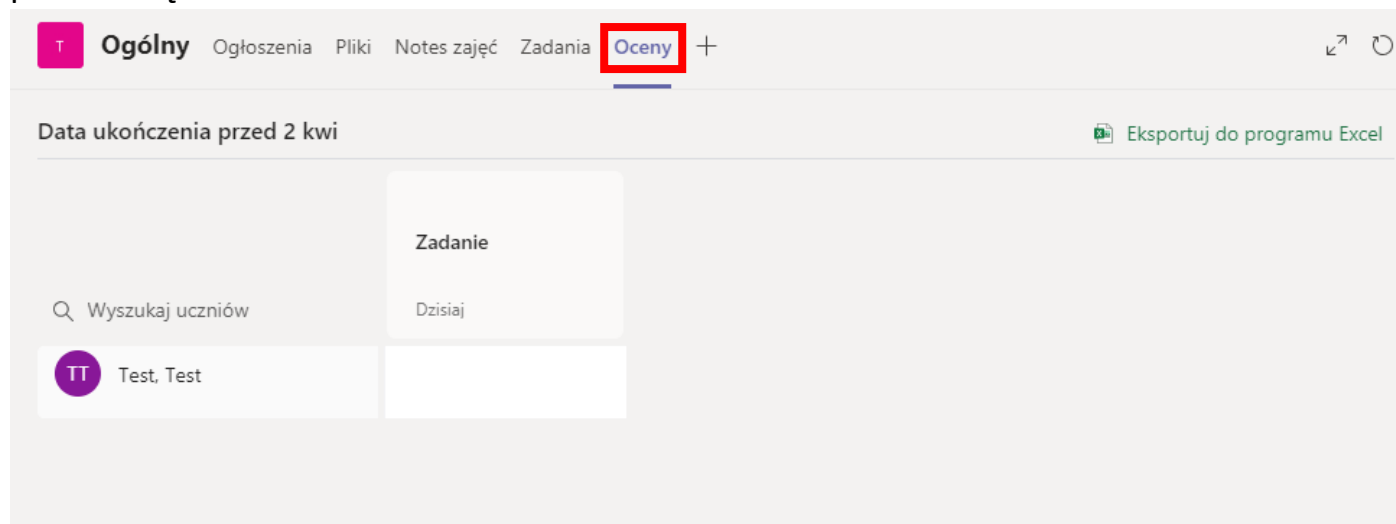 T Ogólny Ogłoszenia Pliki Notes zajęć Zadania Oceny
Data ukończenia przed 2 kwi Eksportuj do programu Excel
Zadanie
Wyszukaj uczniów Dzisiaj
TT Test, Test